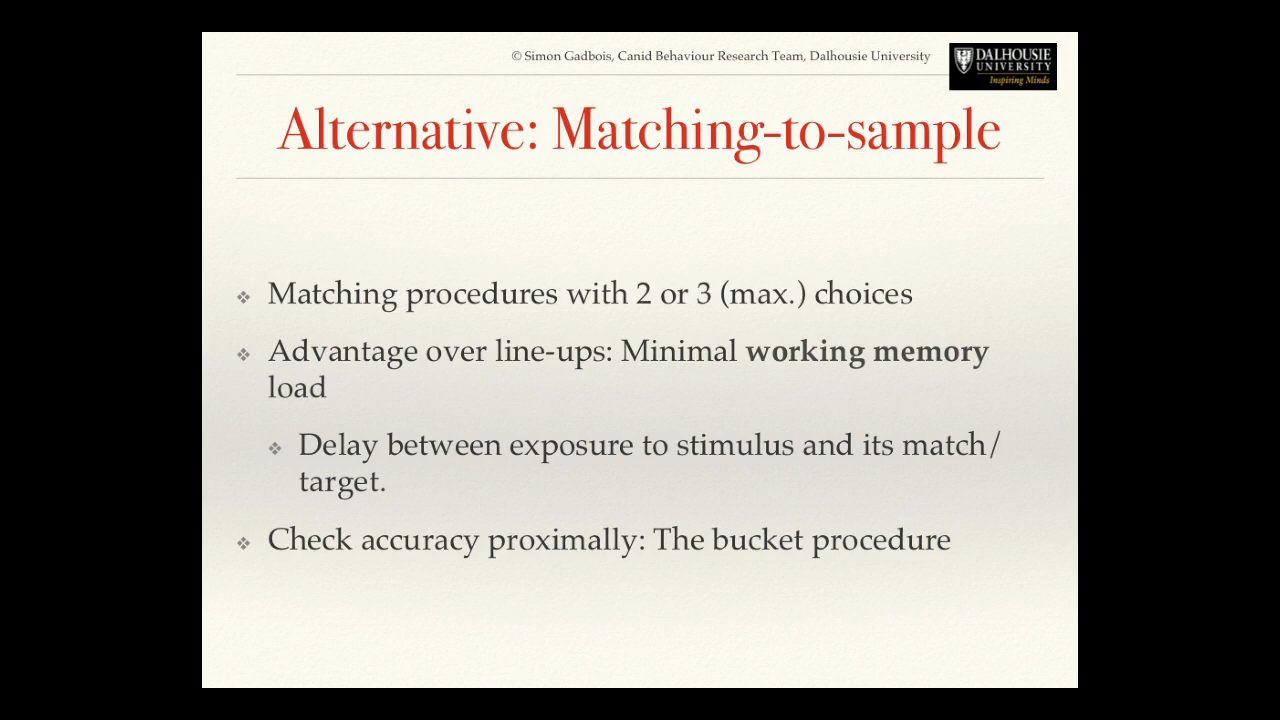 © Simon Gadbois, Canid Behaviour Research Team, Dalhousie University
DALHOUSIE
UNIVERSITY
Inspiring Minds
Alternative: Matching-to-sample
❖ Matching procedures with 2 or 3 (max.) choices
❖ Advantage over line-ups: Minimal working memory
load
❖ Delay between exposure to stimulus and its match/
target.
❖ Check accuracy proximally: The bucket procedure